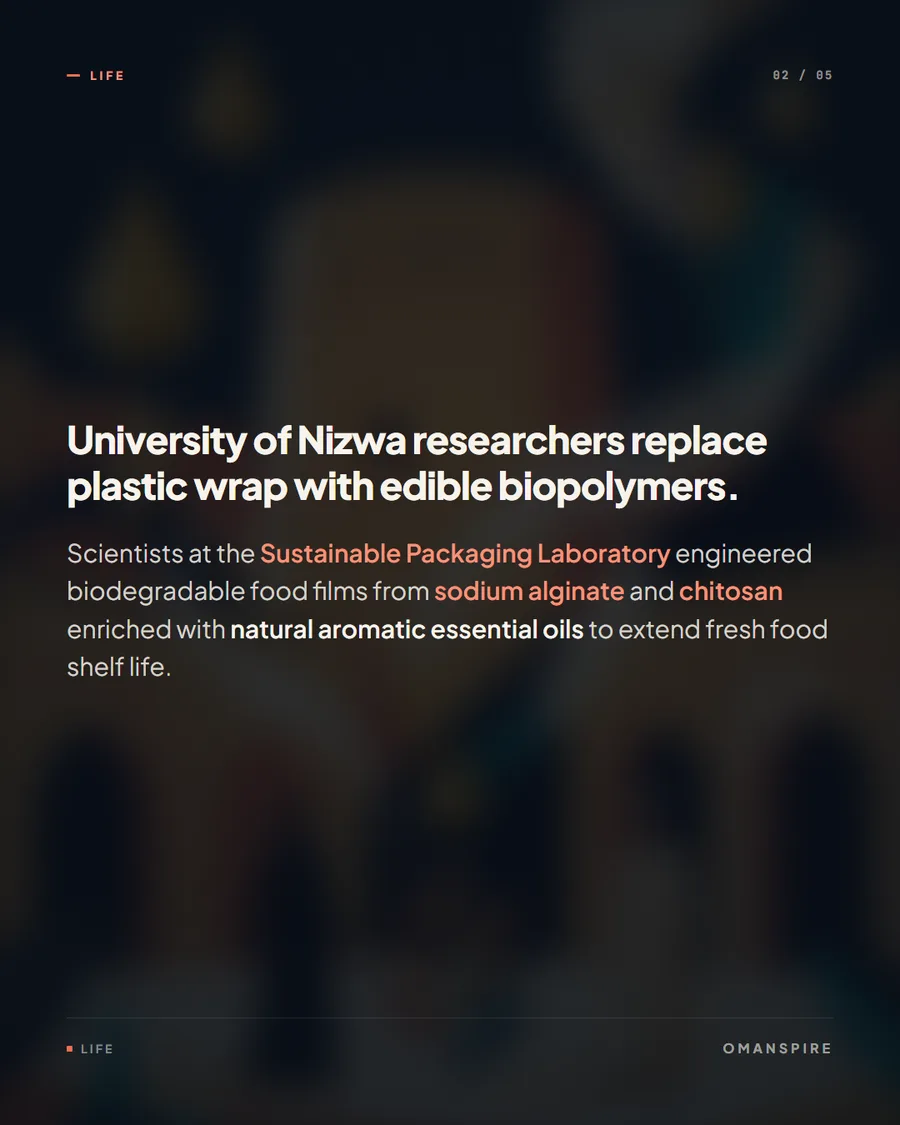 — LIFE
02 / 05
University of Nizwa researchers replace
plastic wrap with edible biopolymers.
Scientists at the Sustainable Packaging Laboratory engineered
biodegradable food films from sodium alginate and chitosan
enriched with natural aromatic essential oils to extend fresh food
shelf life.
LIFE
OMANSPIRE